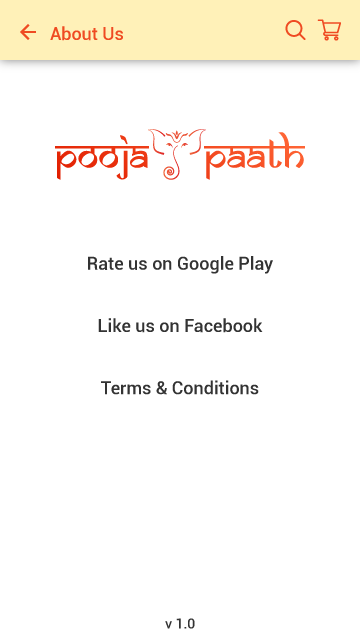 About Us
pooja paath
Rate us on Google Play
Like us on Facebook
Terms & Conditions
v 1.0